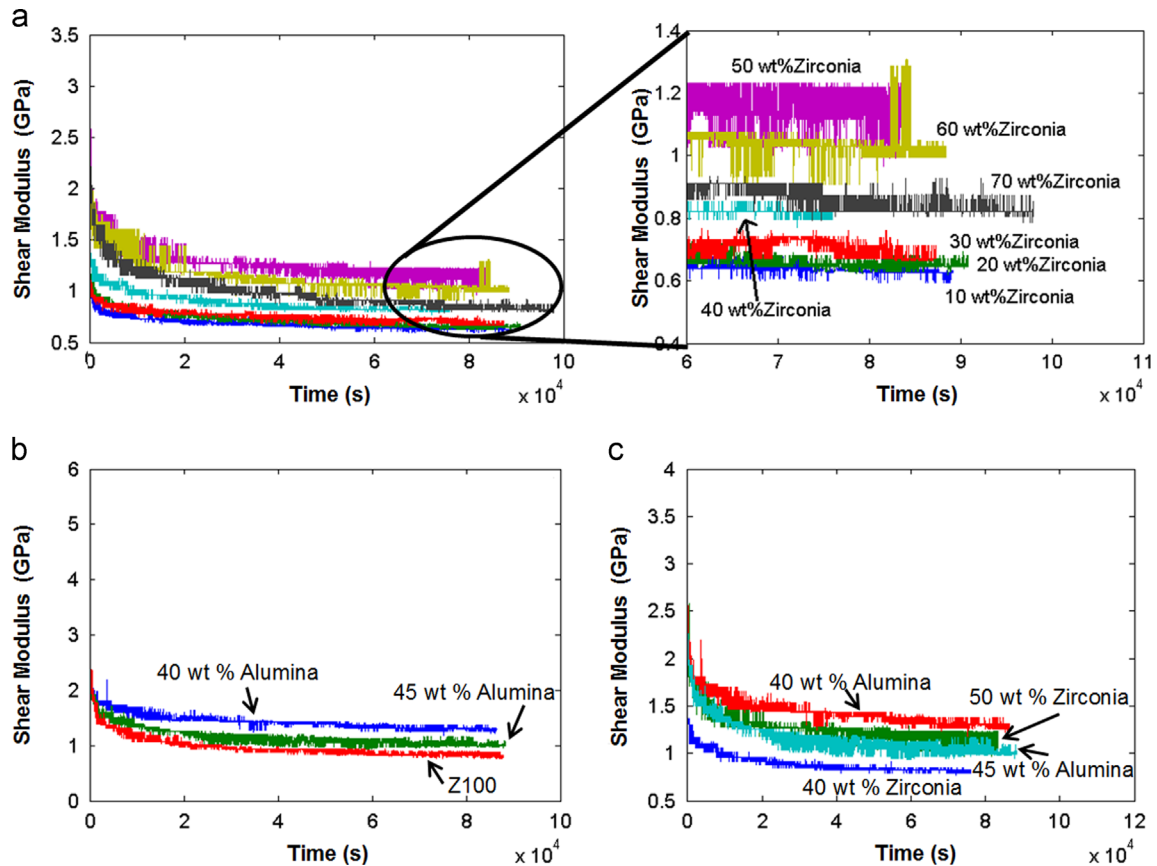 a
3.5
3
2.5
2
1.5
1
0.5
0
2
4
6
8
10
x 10^4
Time (s)
Shear Modulus (GPa)
1.4
1.2
1
0.8
0.6
0.4
6
7
8
9
10
11
x 10^4
Time (s)
Shear Modulus (GPa)
50 wt%Zirconia
60 wt%Zirconia
70 wt%Zirconia
30 wt%Zirconia
20 wt%Zirconia
10 wt%Zirconia
40 wt%Zirconia
b
6
5
4
3
2
1
0
0
2
4
6
8
10
x 10^4
Time (s)
Shear Modulus (GPa)
40 wt % Alumina
45 wt % Alumina
Z100
c
4
3.5
3
2.5
2
1.5
1
0.5
0
2
4
6
8
10
12
x 10^4
Time (s)
Shear Modulus (GPa)
40 wt % Alumina
50 wt % Zirconia
45 wt % Alumina
40 wt % Zirconia